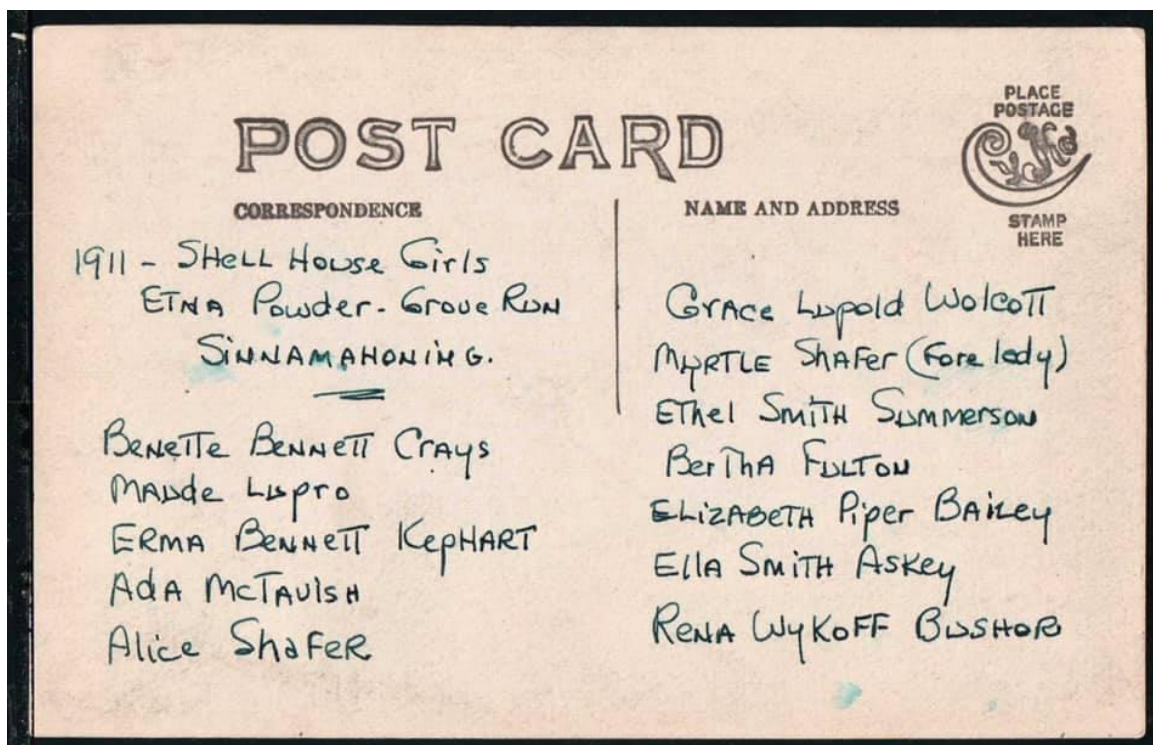 POST CARD
PLACE
POSTAGE
CYKO
STAMP
HERE
CORRESPONDENCE
NAME AND ADDRESS
1911 - SHELL HOUSE GIRLS
ETNA POWDER - GROVE RUN
SINNAMAHONING.
BENETTE BENNETT CRAYS
MAUDE LUPRO
ERMA BENNETT KEPHART
ADA McTAVISH
ALICE SHAFER
GRACE LUPOLD WOLCOTT
MYRTLE SHAFER (Fore lady)
ETHEL SMITH SUMMERSON
BERTHA FULTON
ELIZABETH PIPER BAILEY
ELLA SMITH ASKEY
RENA WYKOFF BUSHOR